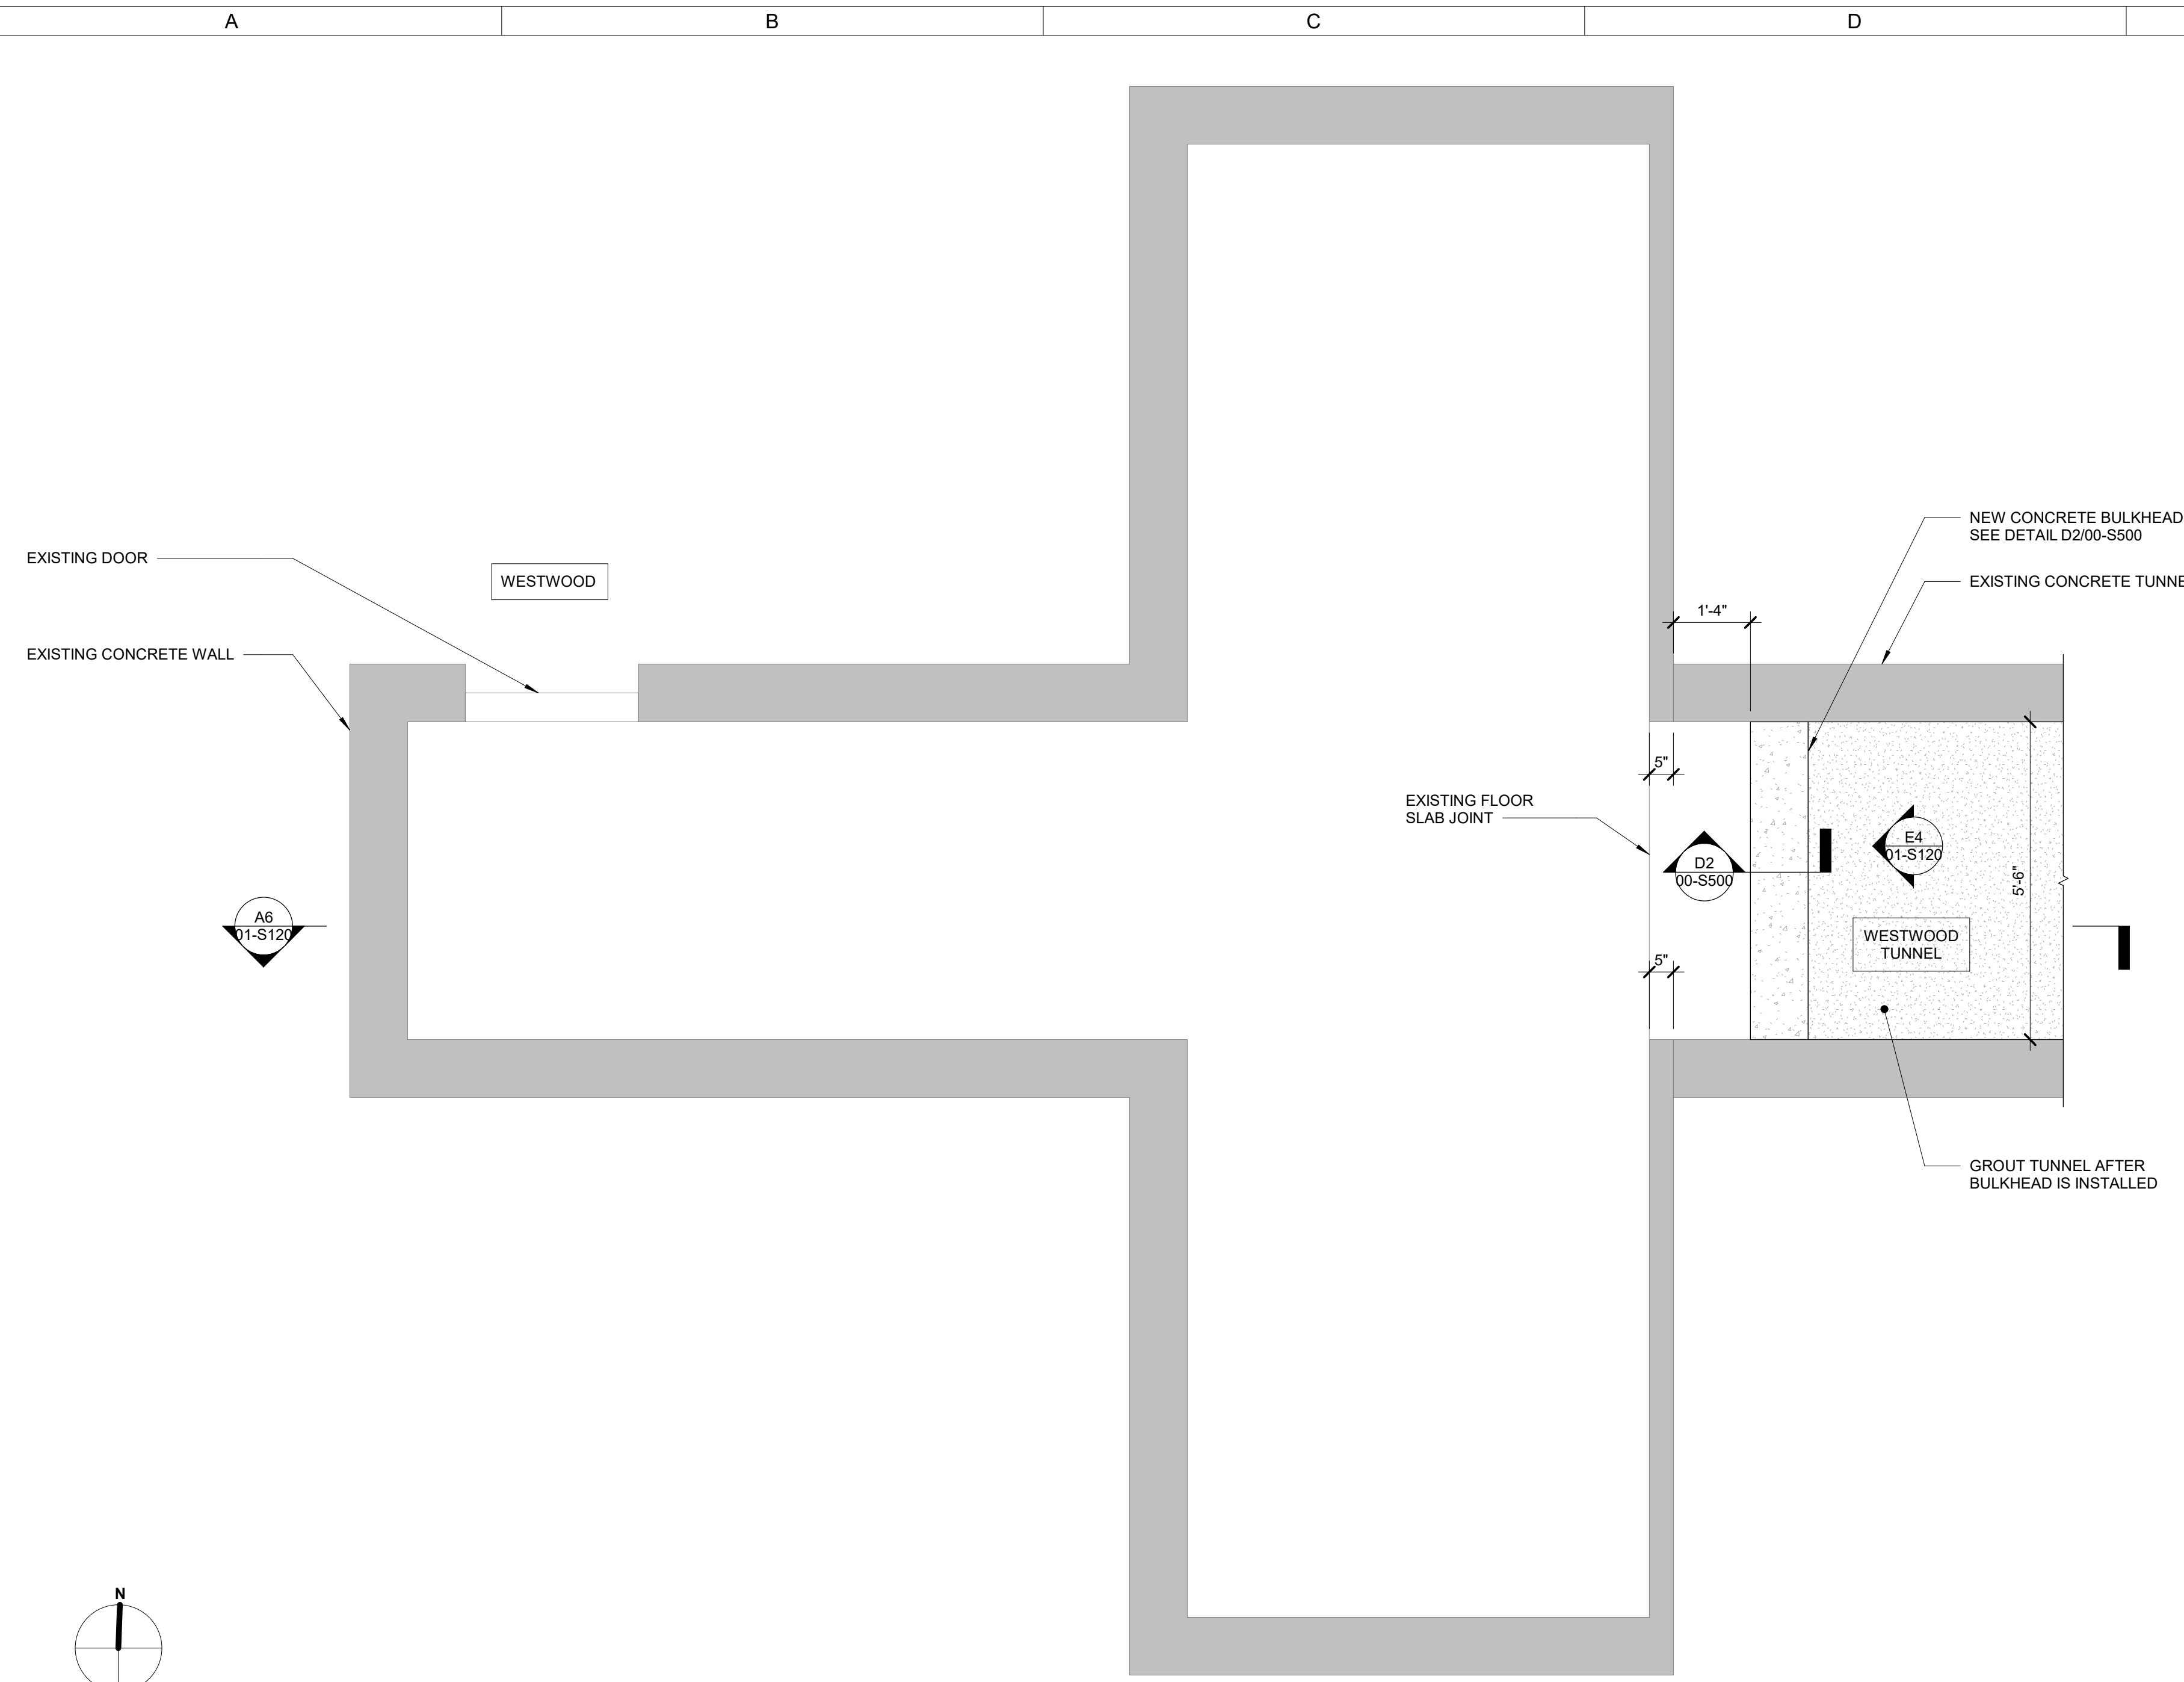 A
B
C
D
NEW CONCRETE BULKHEAD
SEE DETAIL D2/00-S500
EXISTING DOOR
WESTWOOD
EXISTING CONCRETE TUNNE
1'-4"
EXISTING CONCRETE WALL
5"
EXISTING FLOOR
SLAB JOINT
E4
01-S120
D2
00-S500
5'-6"
A6
01-S120
WESTWOOD
TUNNEL
5"
GROUT TUNNEL AFTER
BULKHEAD IS INSTALLED
N